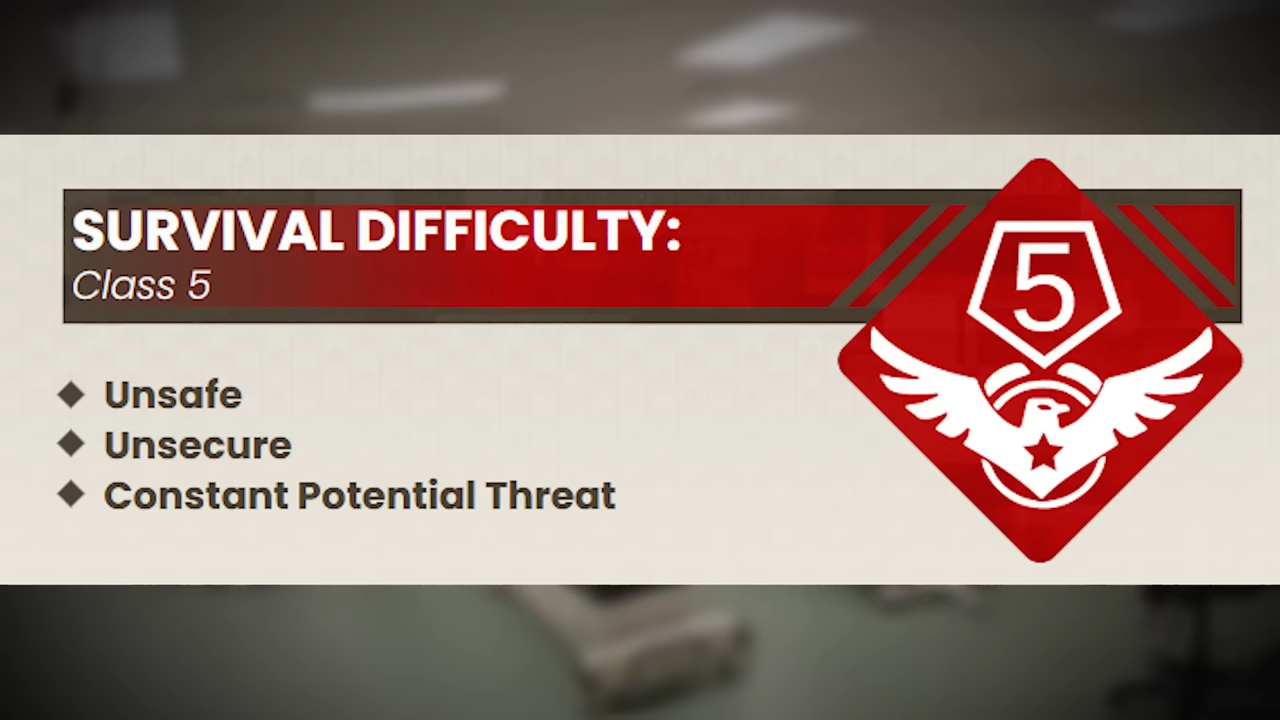 SURVIVAL DIFFICULTY:
Class 5
5
Unsafe
Unsecure
Constant Potential Threat